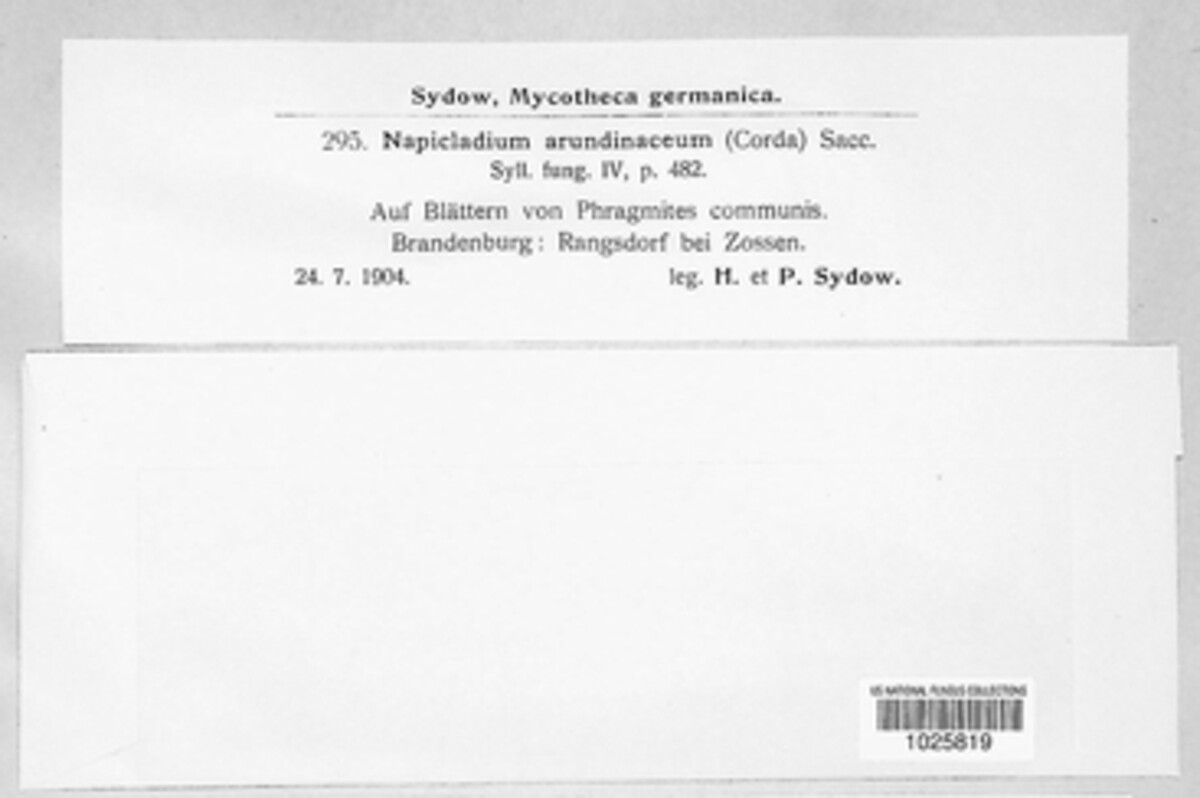 Sydow, Mycotheca germanica.
295. Napicladium arundinaceum (Corda) Sacc.
Syll. fung. IV, p. 482.
Auf Blättern von Phragmites communis.
Brandenburg: Rangsdorf bei Zossen.
24. 7. 1904. leg. H. et P. Sydow.
US NATIONAL FUNGUS COLLECTIONS
1025819